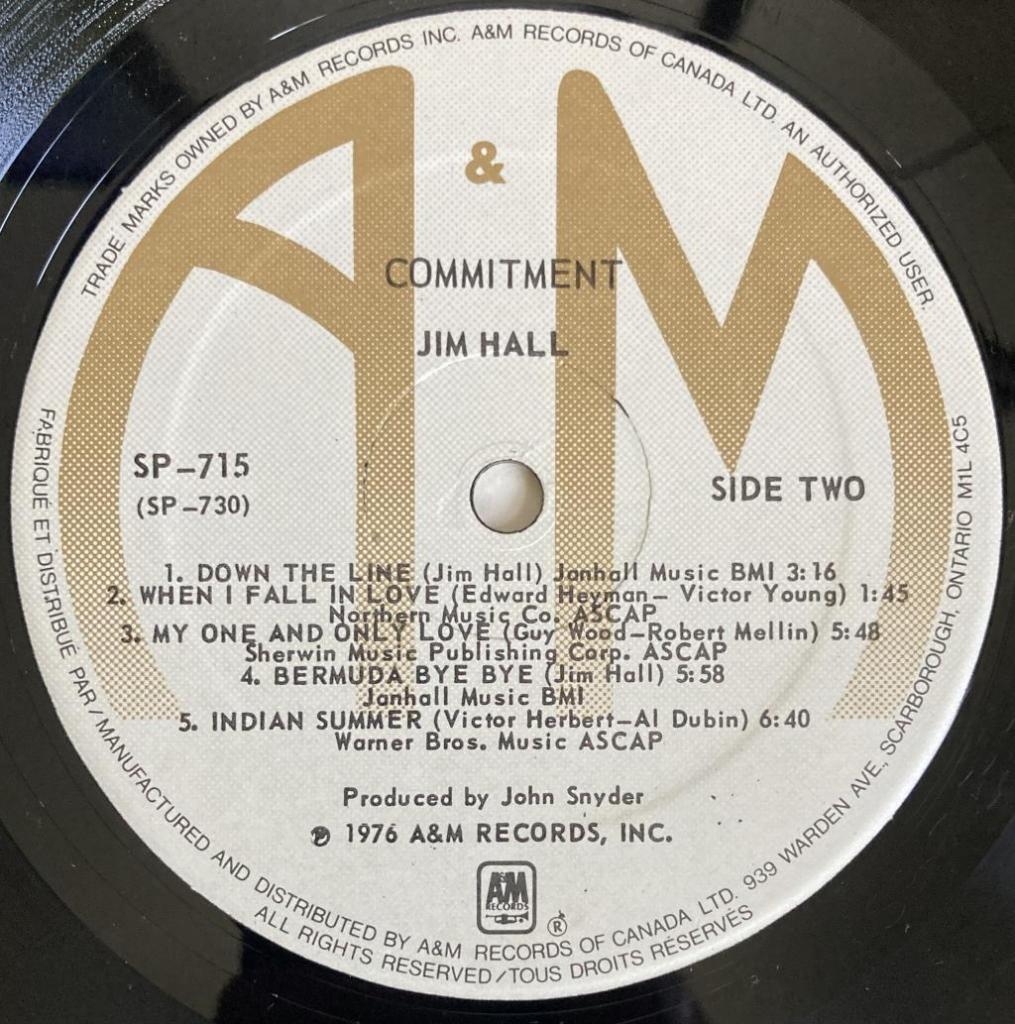 TRADE MARKS OWNED BY A&M RECORDS INC. A&M RECORDS OF CANADA LTD. AN AUTHORIZED USER.
&
COMMITMENT
JIM HALL
SP-715
(SP-730)
SIDE TWO
1. DOWN THE LINE (Jim Hall) Janhall Music BMI 3:16
2. WHEN I FALL IN LOVE (Edward Heyman- Victor Young) 1:45
Northern Music Co. ASCAP
3. MY ONE AND ONLY LOVE (Guy Wood-Robert Mellin) 5:48
Sherwin Music Publishing Corp. ASCAP
4. BERMUDA BYE BYE (Jim Hall) 5:58
Janhall Music BMI
5. INDIAN SUMMER (Victor Herbert-Al Dubin) 6:40
Warner Bros. Music ASCAP
Produced by John Snyder
℗ 1976 A&M RECORDS, INC.
A&M
RECORDS
®
FABRIQUÉ ET DISTRIBUÉ PAR / MANUFACTURED AND DISTRIBUTED BY A&M RECORDS OF CANADA LTD. 939 WARDEN AVE., SCARBOROUGH, ONTARIO M1L 4C5
ALL RIGHTS RESERVED/TOUS DROITS RÉSERVÉS